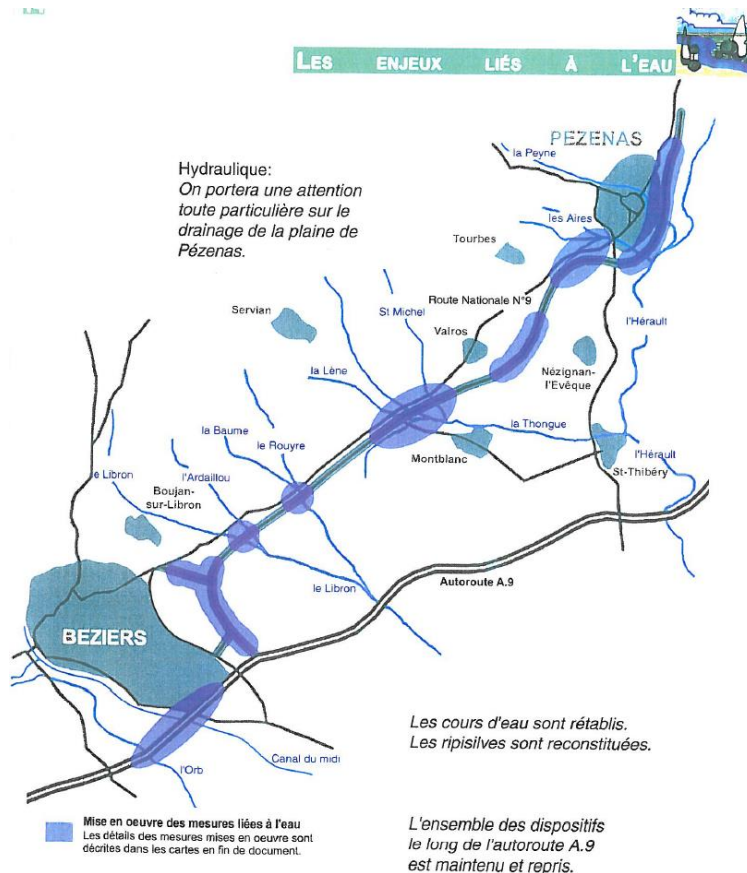 LES ENJEUX LIÉS À L'EAU
PEZENAS
la Peyne
Hydraulique:
On portera une attention
toute particulière sur le
drainage de la plaine de
Pézenas.
les Aires
Tourbes
Route Nationale N°9
Servian
St Michel
l'Hérault
Valros
la Lène
Nézignan-
l'Evêque
la Baume
la Thongue
le Rouyre
Montblanc
l'Hérault
St-Thibéry
e Libron
l'Ardaillou
Boujan-
sur-Libron
Autoroute A.9
le Libron
BEZIERS
Les cours d'eau sont rétablis.
Les ripisilves sont reconstituées.
Canal du midi
l'Orb
Mise en oeuvre des mesures liées à l'eau
Les détails des mesures mises en oeuvre sont
décrites dans les cartes en fin de document.
L'ensemble des dispositifs
le long de l'autoroute A.9
est maintenu et repris.